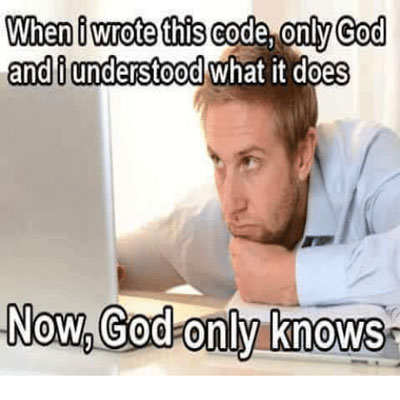 When i wrote this code, only God
and i understood what it does
Now, God only knows